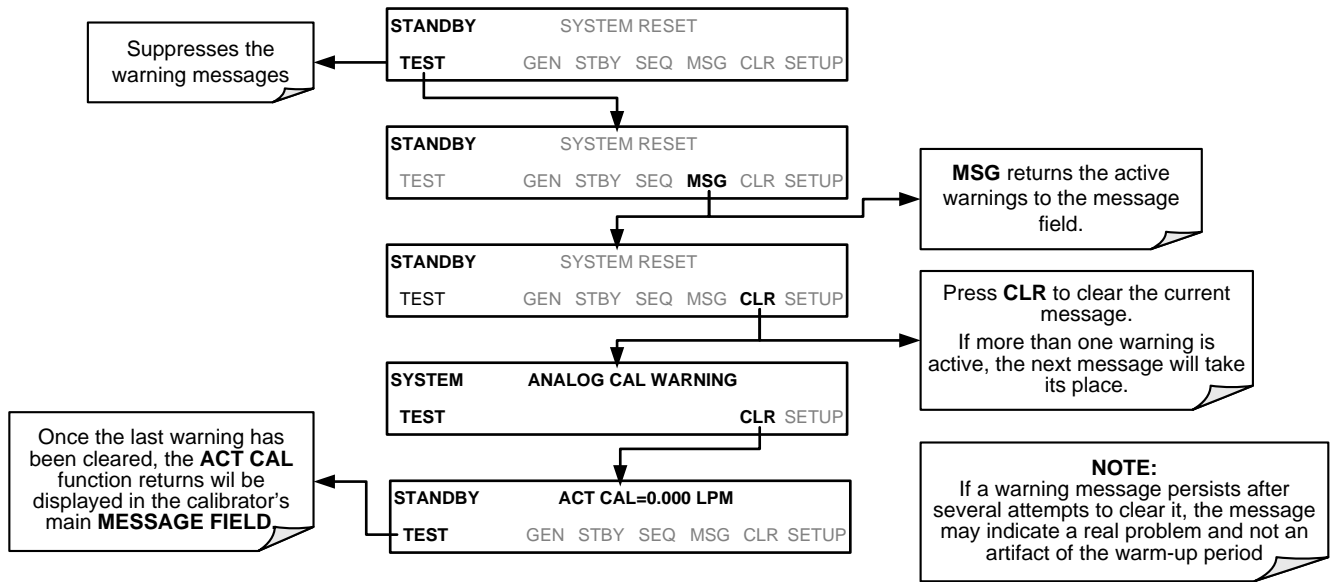 Suppresses the
warning messages
STANDBY SYSTEM RESET
TEST GEN STBY SEQ MSG CLR SETUP
STANDBY SYSTEM RESET
TEST GEN STBY SEQ MSG CLR SETUP
MSG returns the active
warnings to the message
field.
STANDBY SYSTEM RESET
TEST GEN STBY SEQ MSG CLR SETUP
Press CLR to clear the current
message.
If more than one warning is
active, the next message will take
its place.
SYSTEM ANALOG CAL WARNING
TEST CLR SETUP
Once the last warning has
been cleared, the ACT CAL
function returns wil be
displayed in the calibrator's
main MESSAGE FIELD.
STANDBY ACT CAL=0.000 LPM
TEST GEN STBY SEQ MSG CLR SETUP
NOTE:
If a warning message persists after
several attempts to clear it, the message
may indicate a real problem and not an
artifact of the warm-up period